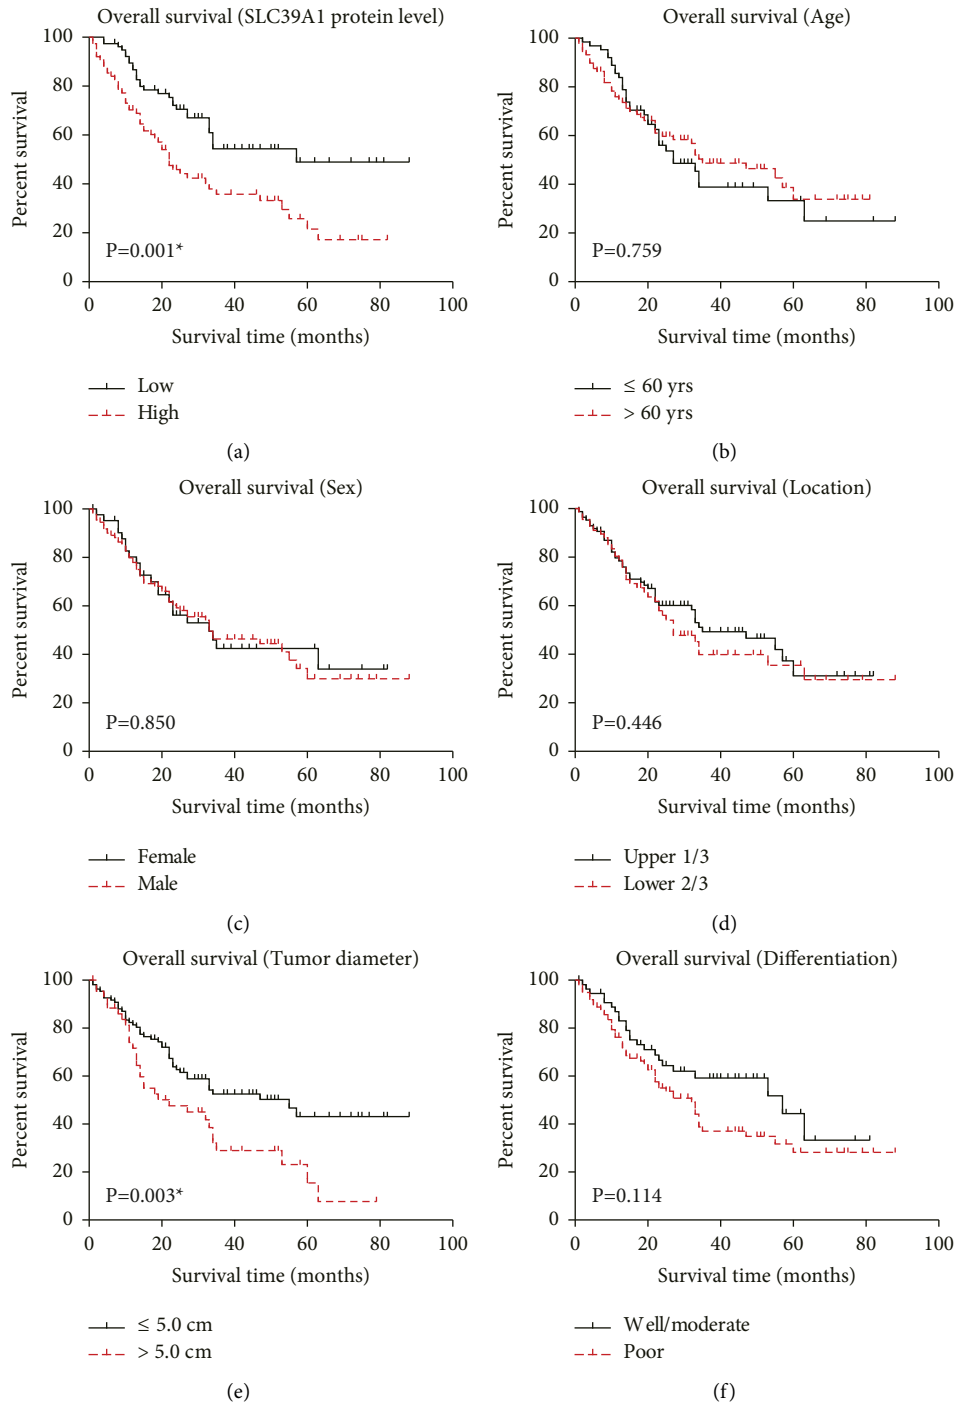 Overall survival (SLC39A1 protein level)
100
80
60
40
20
0
Percent survival
P=0.001*
0 20 40 60 80 100
Survival time (months)
Low
High
(a)
Overall survival (Age)
100
80
60
40
20
0
Percent survival
P=0.759
0 20 40 60 80 100
Survival time (months)
≤ 60 yrs
> 60 yrs
(b)
Overall survival (Sex)
100
80
60
40
20
0
Percent survival
P=0.850
0 20 40 60 80 100
Survival time (months)
Female
Male
(c)
Overall survival (Location)
100
80
60
40
20
0
Percent survival
P=0.446
0 20 40 60 80 100
Survival time (months)
Upper 1/3
Lower 2/3
(d)
Overall survival (Tumor diameter)
100
80
60
40
20
0
Percent survival
P=0.003*
0 20 40 60 80 100
Survival time (months)
≤ 5.0 cm
> 5.0 cm
(e)
Overall survival (Differentiation)
100
80
60
40
20
0
Percent survival
P=0.114
0 20 40 60 80 100
Survival time (months)
Well/moderate
Poor
(f)